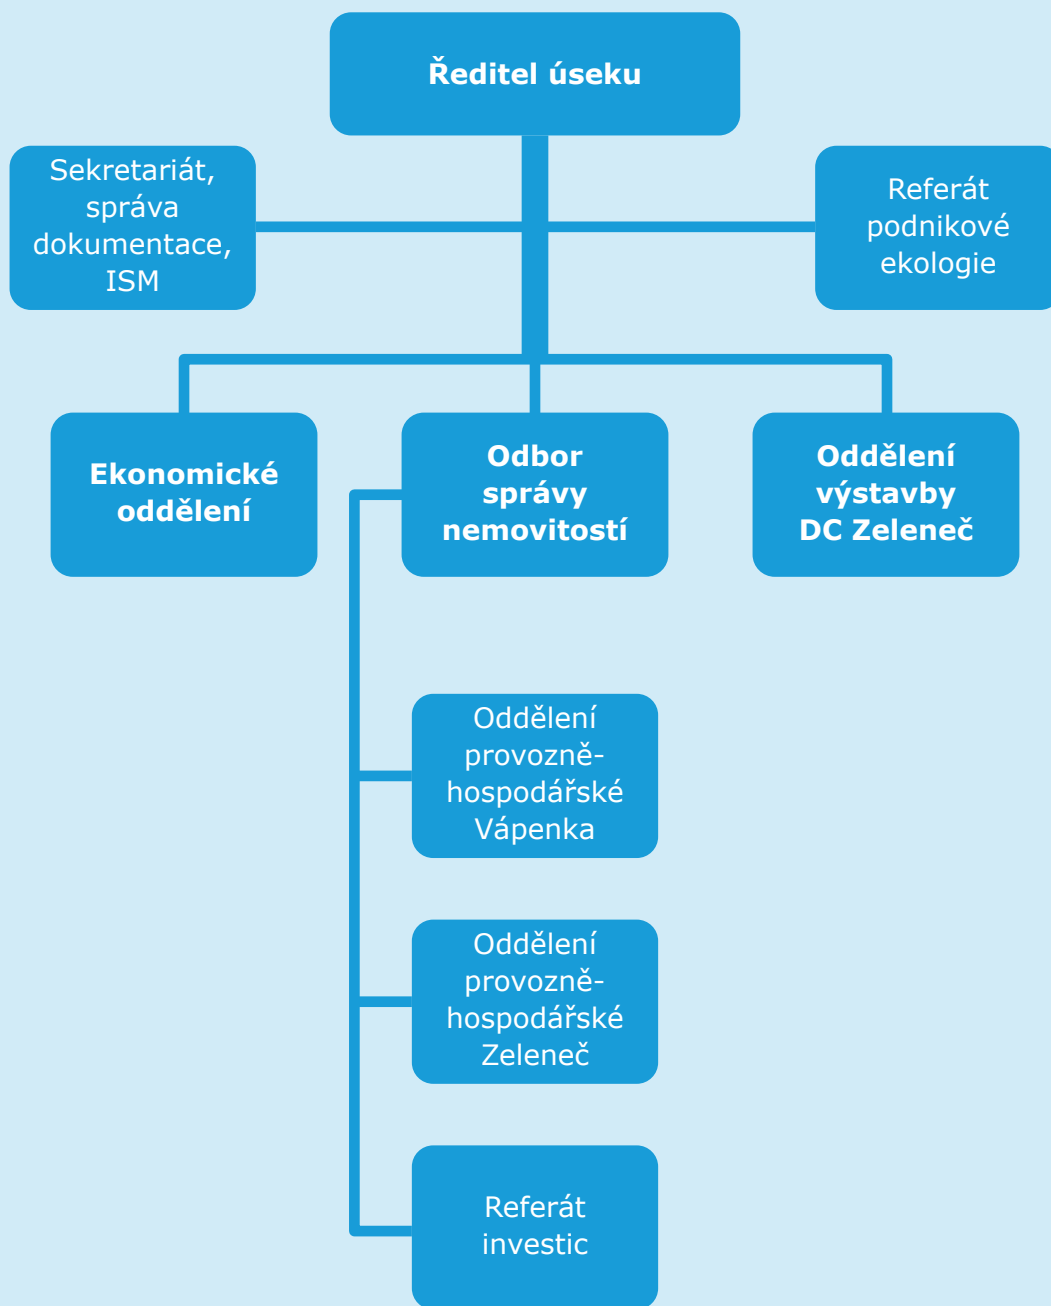 Ředitel úseku
Sekretariát,
správa
dokumentace,
ISM
Referát
podnikové
ekologie
Ekonomické
oddělení
Odbor
správy
nemovitostí
Oddělení
výstavby
DC Zeleneč
Oddělení
provozně-
hospodářské
Vápenka
Oddělení
provozně-
hospodářské
Zeleneč
Referát
investic